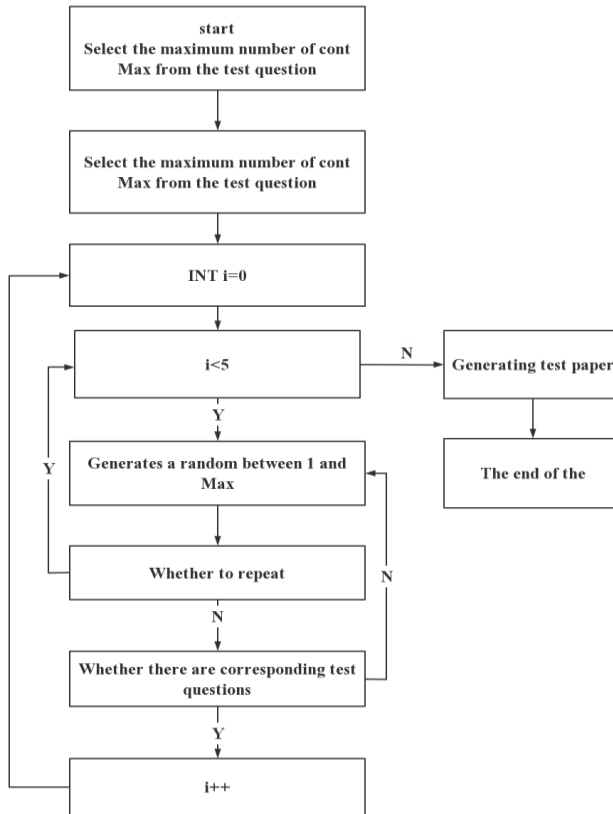 start
Select the maximum number of cont
Max from the test question
Select the maximum number of cont
Max from the test question
INT i=0
i<5
N
Generating test paper
Y
Y
Generates a random between 1 and
Max
The end of the
Whether to repeat
N
N
Whether there are corresponding test
questions
Y
i++